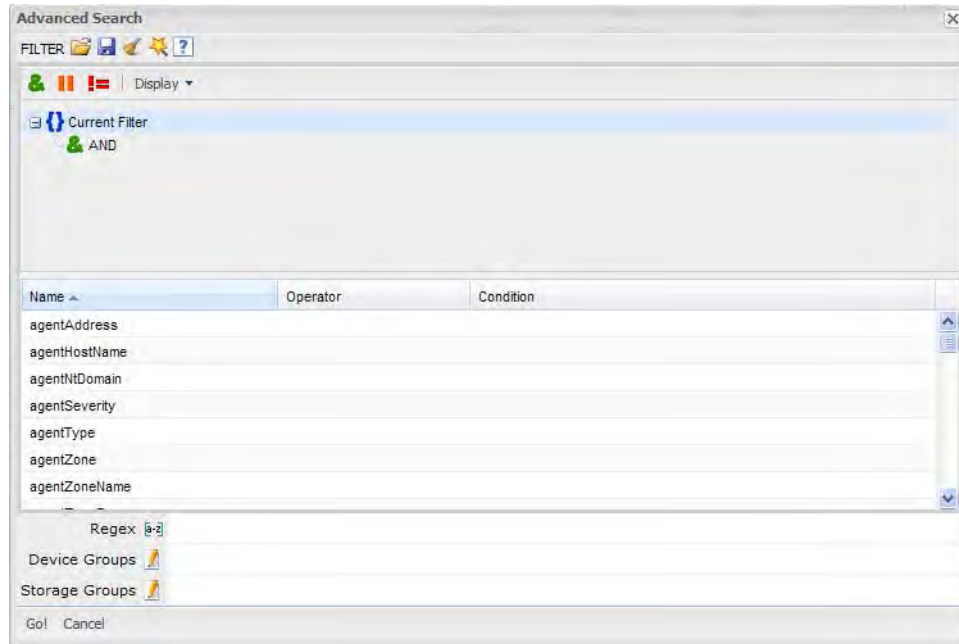 Advanced Search
FILTER ?
& || != Display
{} Current Filter
& AND
Name Operator Condition
agentAddress
agentHostName
agentNtDomain
agentSeverity
agentType
agentZone
agentZoneName
Regex [a-z]
Device Groups
Storage Groups
Go! Cancel